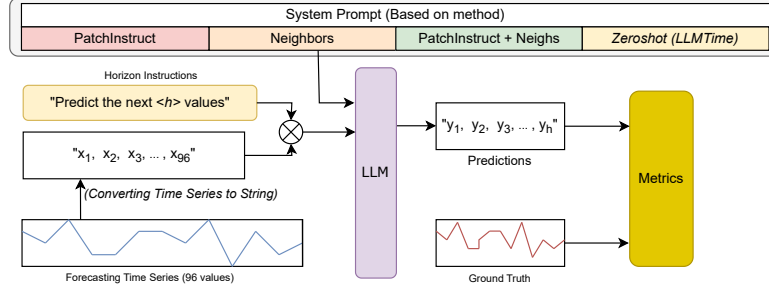 System Prompt (Based on method)
PatchInstruct Neighbors PatchInstruct + Neighs Zeroshot (LLMTime)
Horizon Instructions
"Predict the next <h> values"
"x1, x2, x3, ... , x96"
(Converting Time Series to String)
Forecasting Time Series (96 values)
LLM
"y1, y2, y3, ... , yh"
Predictions
Ground Truth
Metrics